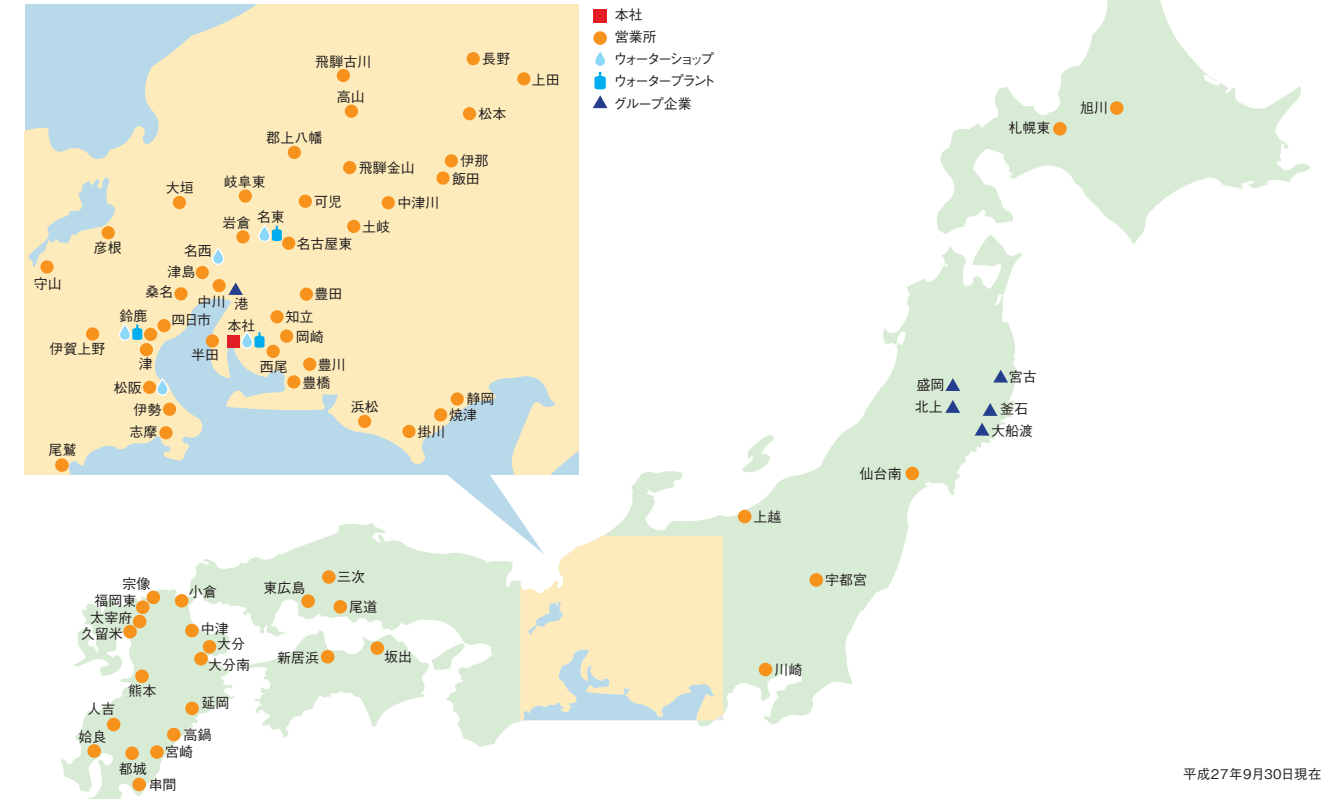 本社
営業所
ウォーターショップ
ウォータープラント
グループ企業
飛騨古川
長野
上田
高山
松本
郡上八幡
飛騨金山
伊那
飯田
大垣
岐阜東
可児
中津川
岩倉
名東
土岐
彦根
名西
名古屋東
守山
津島
桑名
中川
港
豊田
鈴鹿
四日市
本社
知立
岡崎
伊賀上野
津
半田
西尾
豊川
豊橋
松阪
伊勢
志摩
尾鷲
浜松
静岡
焼津
掛川
旭川
札幌東
盛岡
宮古
北上
釜石
大船渡
仙台南
上越
宇都宮
川崎
三次
東広島
尾道
新居浜
坂出
宗像
小倉
福岡東
太宰府
久留米
中津
大分
大分南
熊本
延岡
人吉
高鍋
姶良
宮崎
都城
串間
平成27年9月30日現在